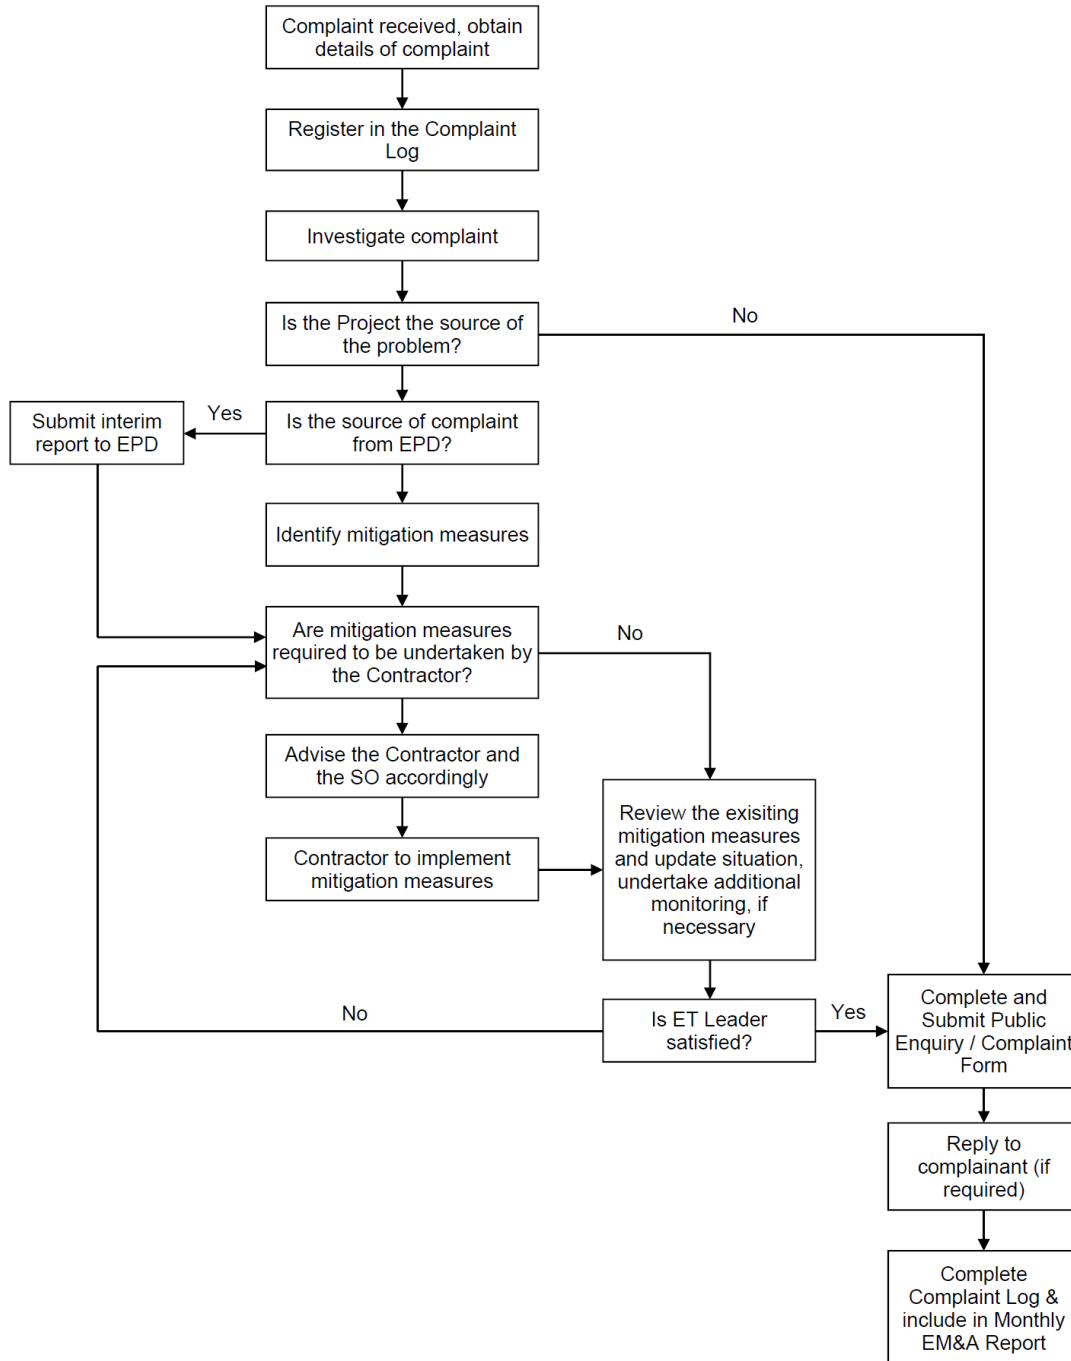 Complaint received, obtain
details of complaint
Register in the Complaint
Log
Investigate complaint
Is the Project the source of
the problem?
No
Submit interim
report to EPD
Yes
Is the source of complaint
from EPD?
Identify mitigation measures
Are mitigation measures
required to be undertaken by
the Contractor?
No
Advise the Contractor and
the SO accordingly
Contractor to implement
mitigation measures
Review the exisiting
mitigation measures
and update situation,
undertake additional
monitoring, if
necessary
No
Is ET Leader
satisfied?
Yes
Complete and
Submit Public
Enquiry / Complaint
Form
Reply to
complainant (if
required)
Complete
Complaint Log &
include in Monthly
EM&A Report